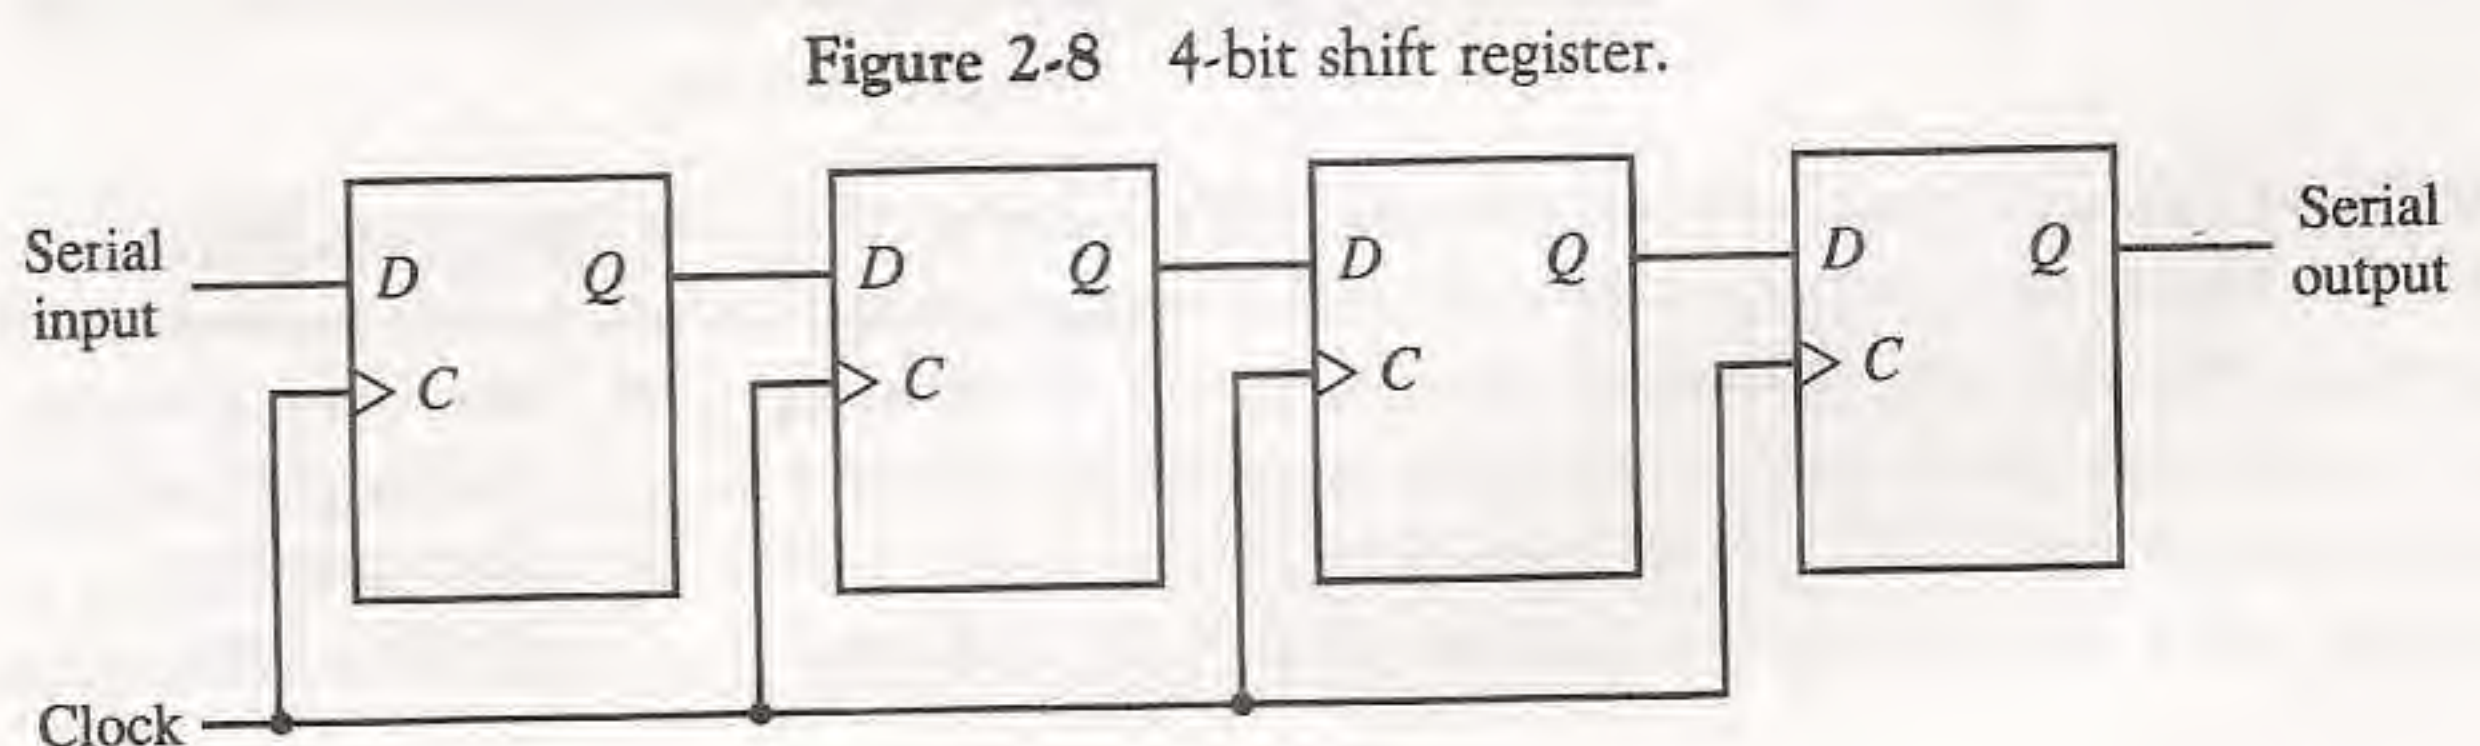 Figure 2-8 4-bit shift register.
Serial
input
D Q
C
D Q
C
D Q
C
D Q
C
Serial
output
Clock